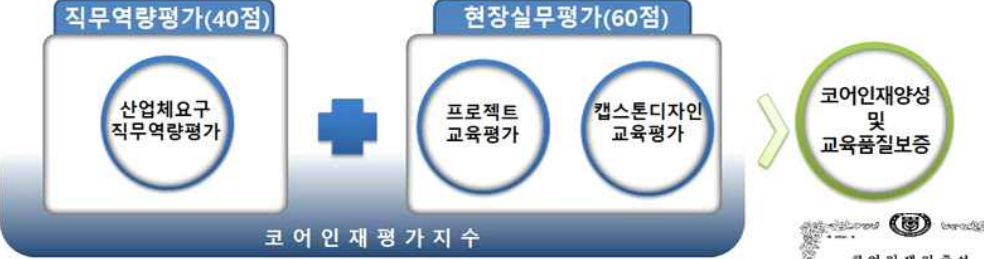 직무역량평가(40점)
현장실무평가(60점)
산업체요구
직무역량평가
프로젝트
교육평가
캡스톤디자인
교육평가
코어인재양성
및
교육품질보증
코어인재평가지수